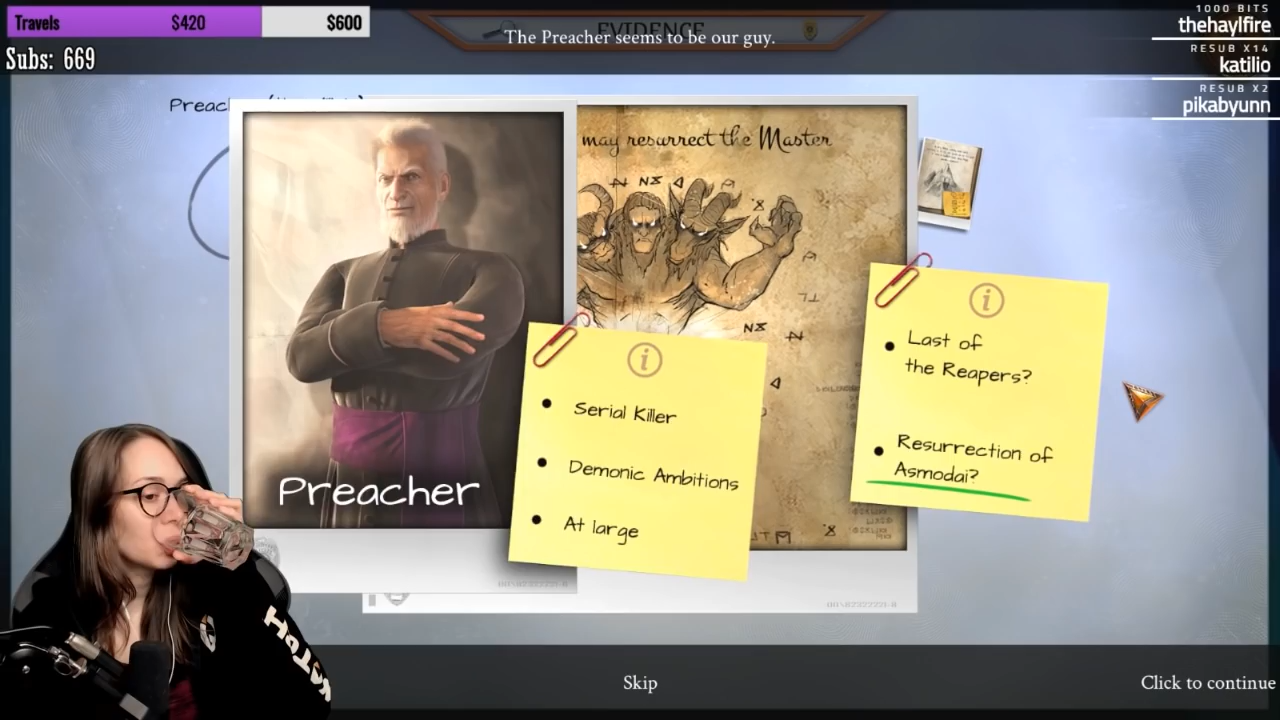 Travels $420 $600
Subs: 669
EVIDENCE
The Preacher seems to be our guy.
1000 BITS
thehaylfire
RESUB X14
katilio
RESUB X2
pikabyunn
may resurrect the Master
Preacher
Serial Killer
Demonic Ambitions
At large
Last of
the Reapers?
Resurrection of
Asmodai?
Skip
Click to continue